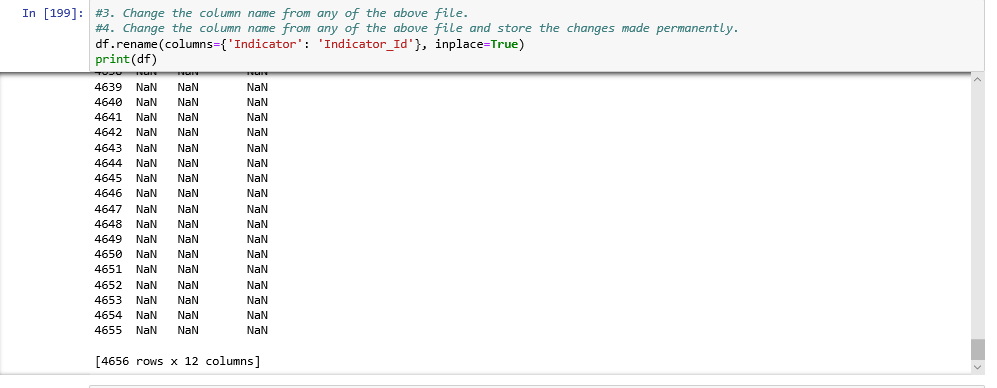 In [199]: #3. Change the column name from any of the above file.
#4. Change the column name from any of the above file and store the changes made permanently.
df.rename(columns={'Indicator': 'Indicator_Id'}, inplace=True)
print(df)
4639 NaN NaN NaN
4640 NaN NaN NaN
4641 NaN NaN NaN
4642 NaN NaN NaN
4643 NaN NaN NaN
4644 NaN NaN NaN
4645 NaN NaN NaN
4646 NaN NaN NaN
4647 NaN NaN NaN
4648 NaN NaN NaN
4649 NaN NaN NaN
4650 NaN NaN NaN
4651 NaN NaN NaN
4652 NaN NaN NaN
4653 NaN NaN NaN
4654 NaN NaN NaN
4655 NaN NaN NaN
[4656 rows x 12 columns]